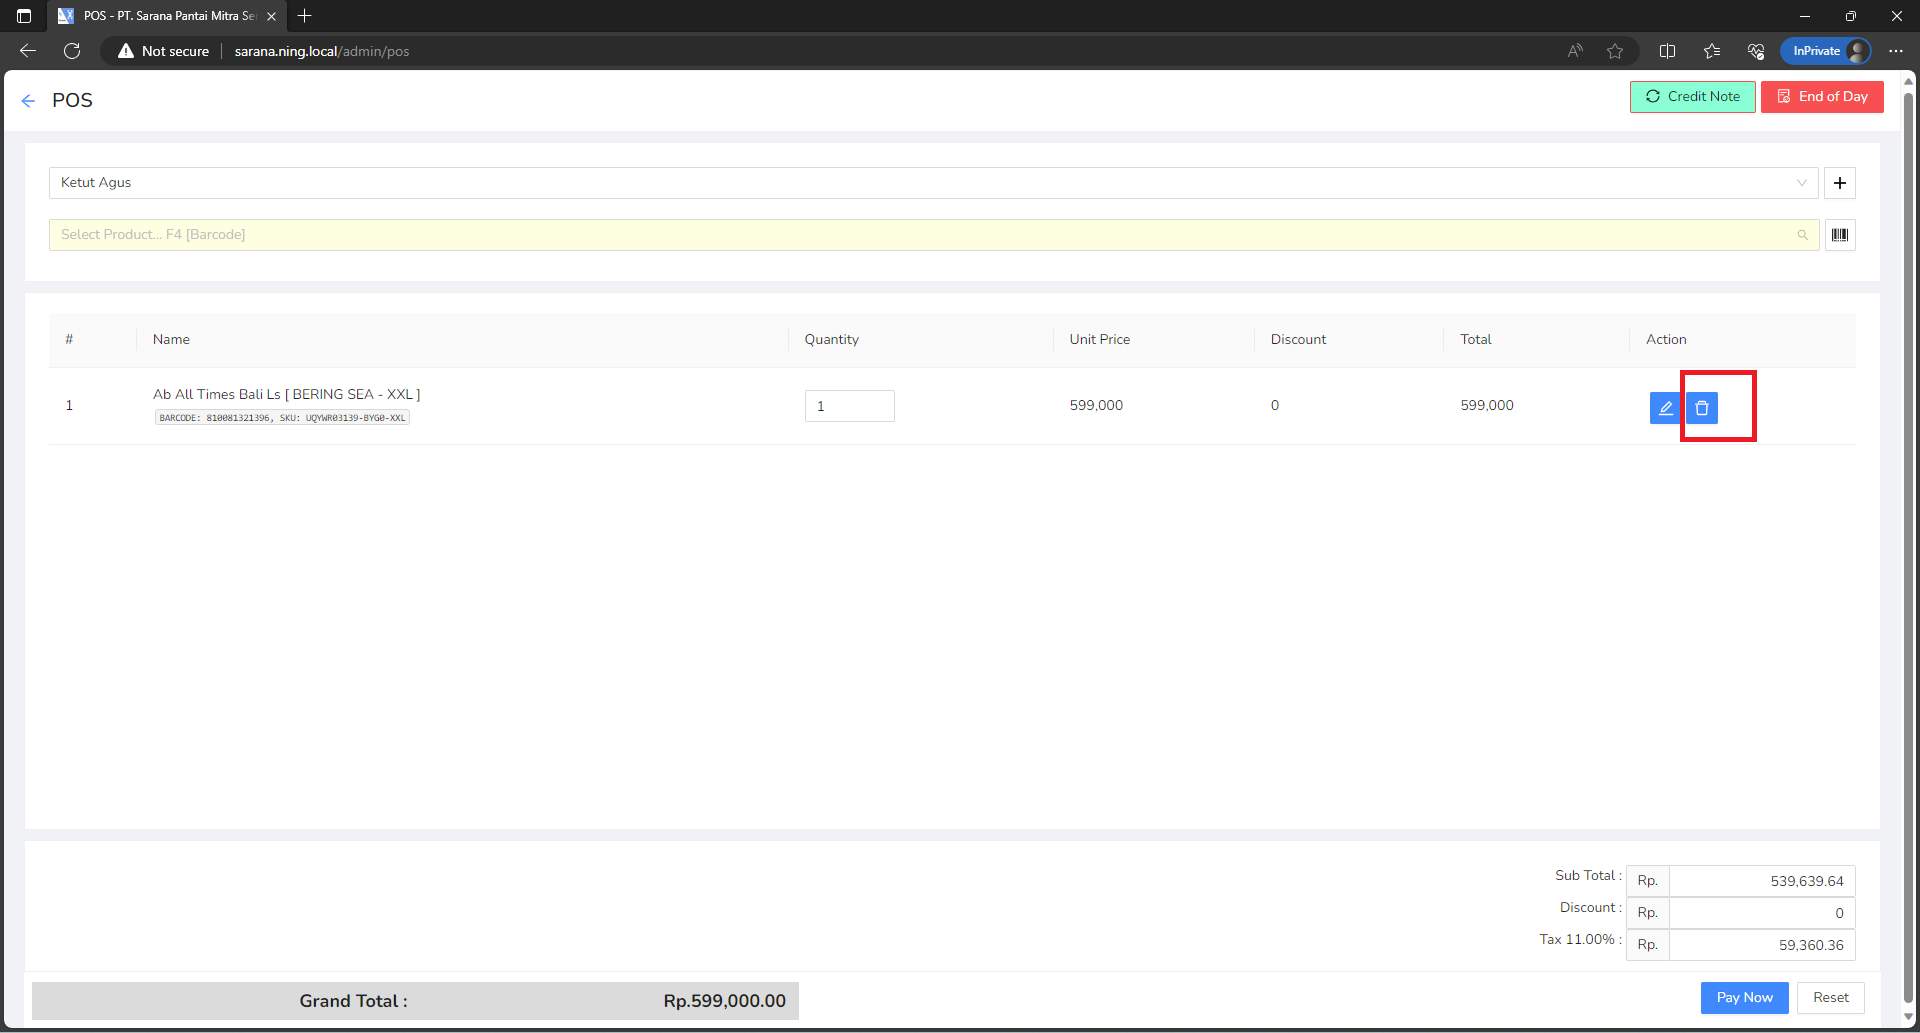 POS - PT. Sarana Pantai Mitra Se
Not secure
sarana.ning.local/admin/pos
InPrivate
POS
Credit Note
End of Day
Ketut Agus
Select Product... F4 [Barcode]
# Name Quantity Unit Price Discount Total Action
1 Ab All Times Bali Ls [ BERING SEA - XXL ] 1 599,000 0 599,000
BARCODE: 810081321396, SKU: UQYWR03139-BYG0-XXL
Sub Total : Rp. 539,639.64
Discount : Rp. 0
Tax 11.00% : Rp. 59,360.36
Grand Total : Rp.599,000.00
Pay Now
Reset